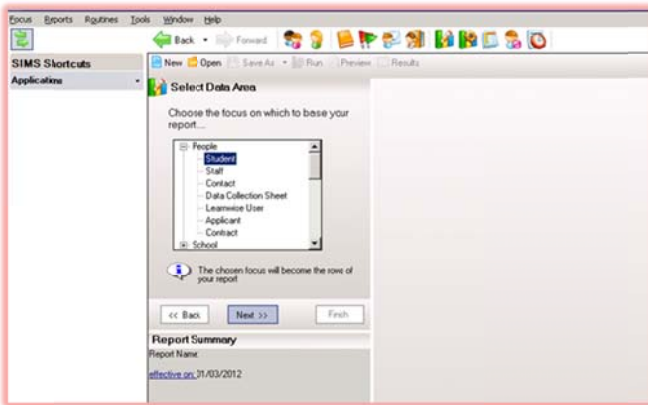 Focus Reports Routines Tools Window Help
Back Forward
SIMS Shortcuts
Applications
New Open Save As Run Preview Results
Select Data Area
Choose the focus on which to base your
report...
People
Student
Staff
Contact
Data Collection Sheet
Learnwise User
Applicant
Contract
School
The chosen focus will become the rows of
your report
<< Back Next >> Finish
Report Summary
Report Name:
effective on: 01/03/2012